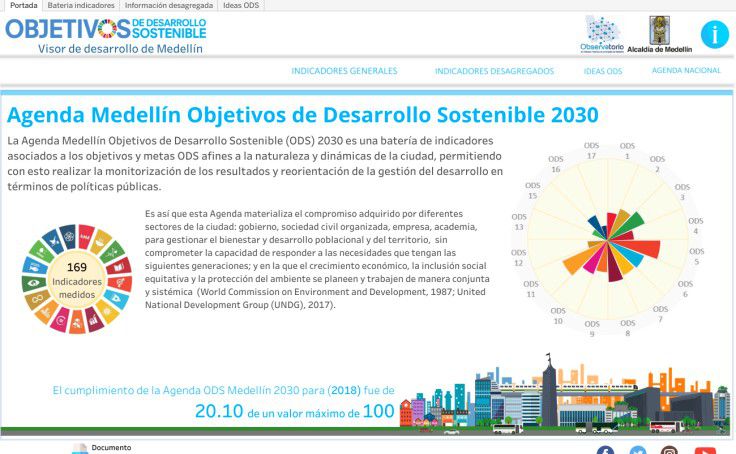 Portada Bateria indicadores Información desagregada Ideas ODS
OBJETIVOS DE DESARROLLO
SOSTENIBLE
Visor de desarrollo de Medellín
Observatorio
Alcaldía de Medellín
i
INDICADORES GENERALES INDICADORES DESAGREGADOS IDEAS ODS AGENDA NACIONAL
Agenda Medellín Objetivos de Desarrollo Sostenible 2030
La Agenda Medellín Objetivos de Desarrollo Sostenible (ODS) 2030 es una batería de indicadores
asociados a los objetivos y metas ODS afines a la naturaleza y dinámicas de la ciudad, permitiendo
con esto realizar la monitorización de los resultados y reorientación de la gestión del desarrollo en
términos de políticas públicas.
Es así que esta Agenda materializa el compromiso adquirido por diferentes
sectores de la ciudad: gobierno, sociedad civil organizada, empresa, academia,
para gestionar el bienestar y desarrollo poblacional y del territorio, sin
comprometer la capacidad de responder a las necesidades que tengan las
siguientes generaciones; y en la que el crecimiento económico, la inclusión social
equitativa y la protección del ambiente se planeen y trabajen de manera conjunta
y sistémica (World Commission on Environment and Development, 1987; United
National Development Group (UNDG), 2017).
169
Indicadores
medidos
ODS
1
ODS
2
ODS
3
ODS
4
ODS
5
ODS
6
ODS
7
ODS
8
ODS
9
ODS
10
ODS
11
ODS
12
ODS
13
ODS
15
ODS
16
ODS
17
El cumplimiento de la Agenda ODS Medellín 2030 para (2018) fue de
20.10 de un valor máximo de 100
Documento